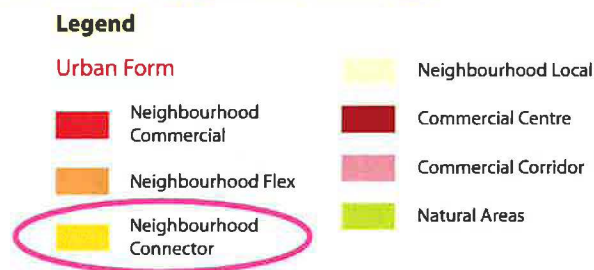 Legend
Urban Form
Neighbourhood
Commercial
Neighbourhood Flex
Neighbourhood
Connector
Neighbourhood Local
Commercial Centre
Commercial Corridor
Natural Areas